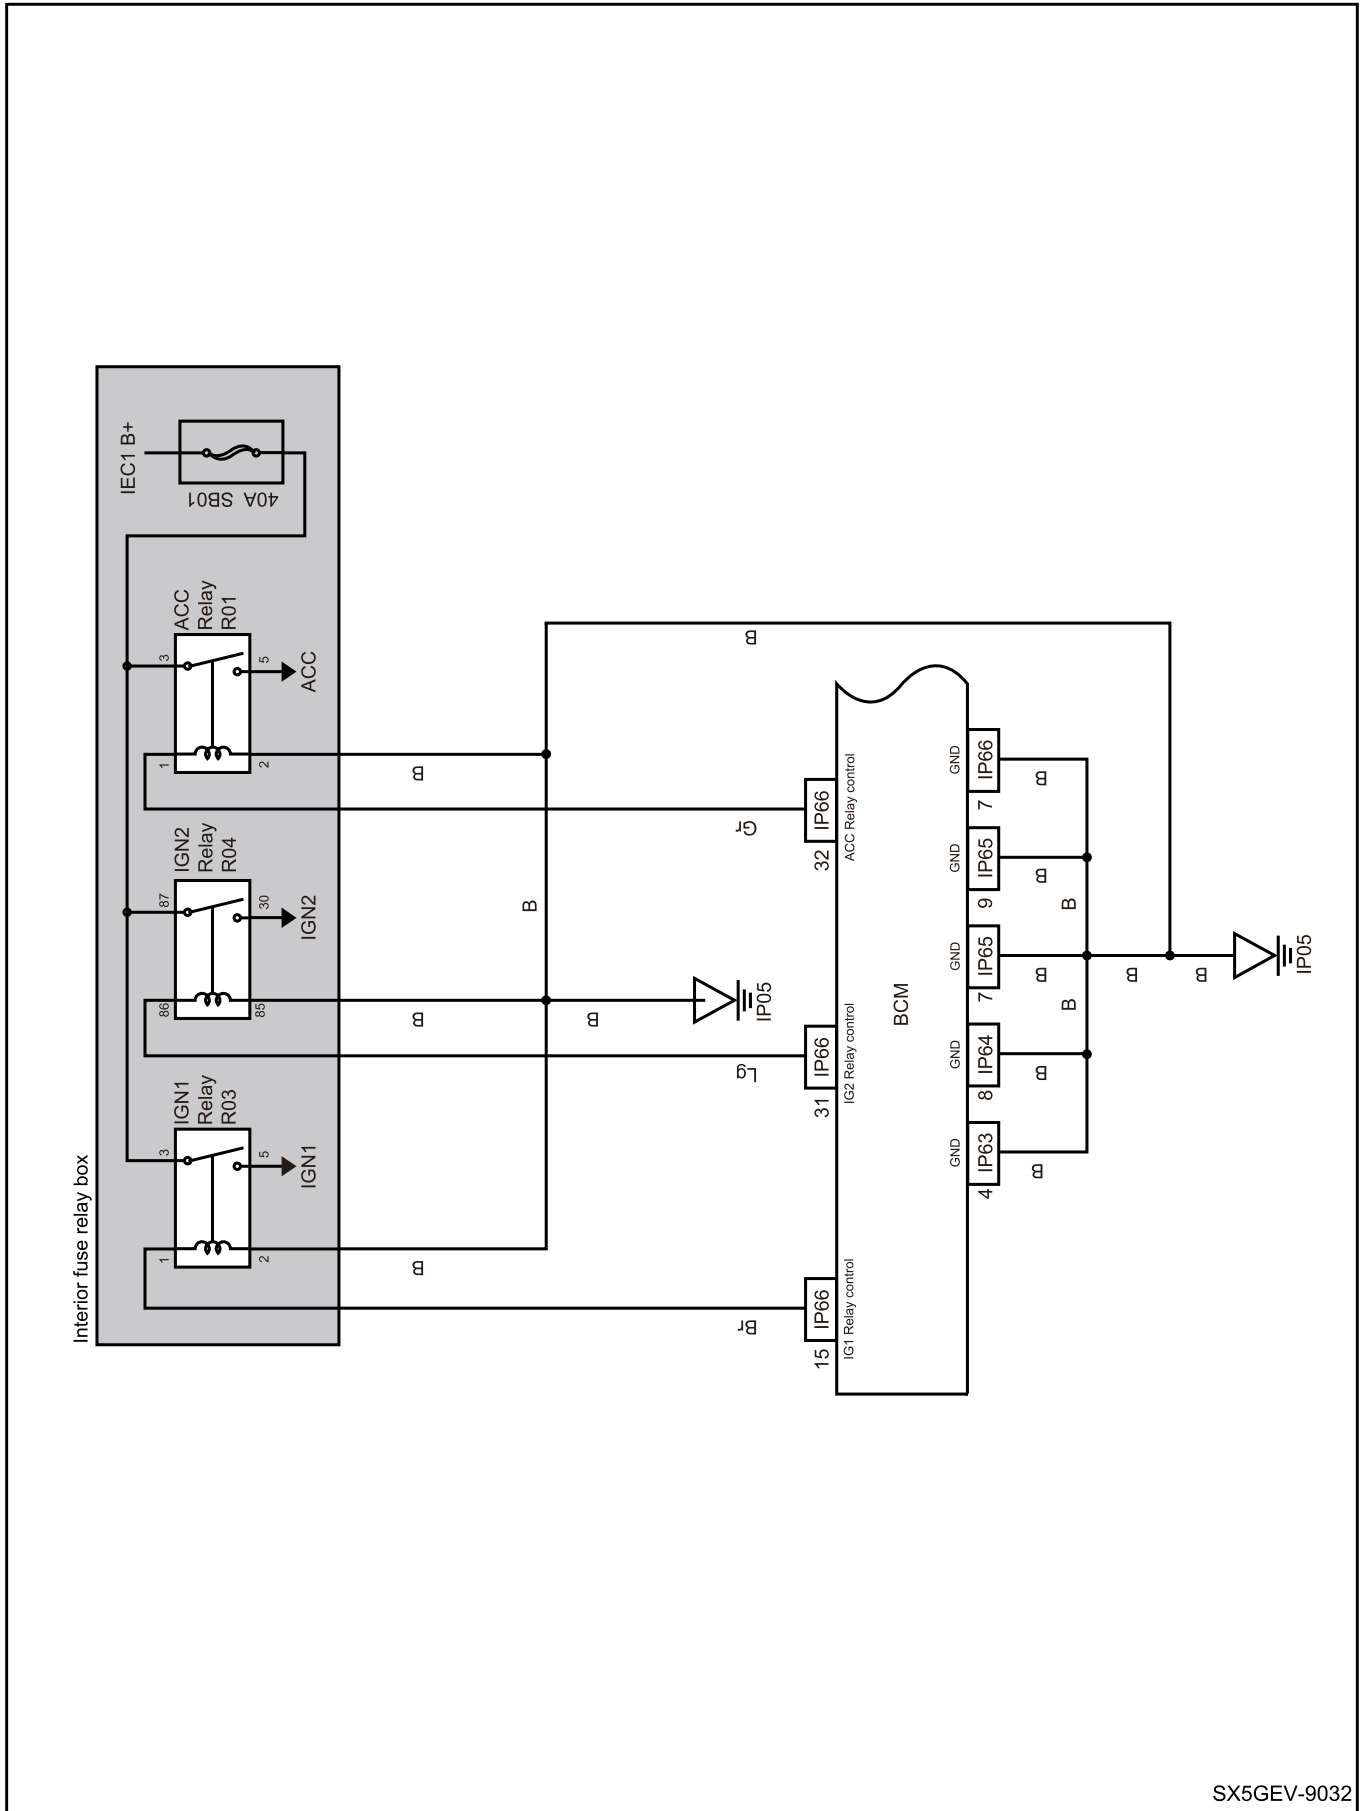 Interior fuse relay box
IEC1 B+
40A SB01
IGN1
Relay
R03
3
5
1
2
IGN1
IGN2
Relay
R04
87
30
86
85
IGN2
ACC
Relay
R01
3
5
1
2
ACC
B
B
B
B
B
B
Br
Lg
Gr
IP05
15
IP66
IG1 Relay control
31
IP66
IG2 Relay control
32
IP66
ACC Relay control
BCM
GND
IP63
4
GND
IP64
8
GND
IP65
7
GND
IP65
9
GND
IP66
7
B
B
B
B
B
B
B
B
B
IP05
SX5GEV-9032